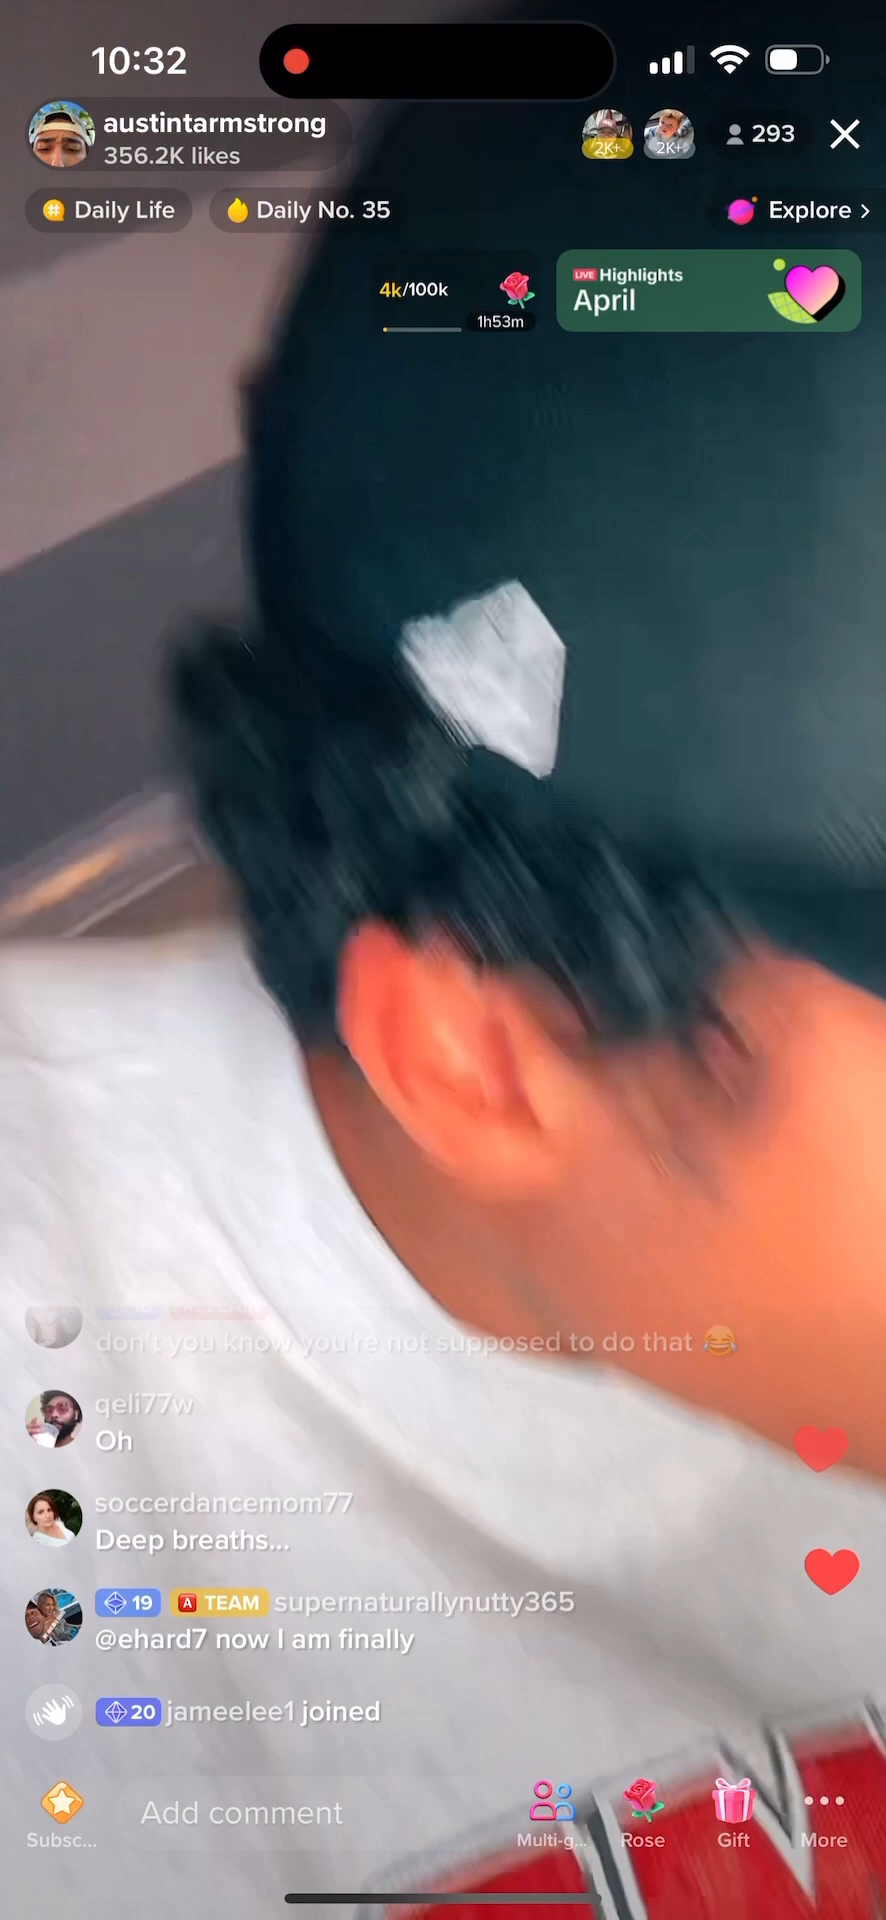 10:32
austintarmstrong
356.2K likes
2K+
2K+
293
Daily Life
Daily No. 35
Explore >
4k/100k
1h53m
LIVE Highlights
April
don't you know you're not supposed to do that 😂
qeli77w
Oh
soccerdancemom77
Deep breaths...
19 A TEAM supernaturallynutty365
@ehard7 now I am finally
20 jameelee1 joined
Subsc...
Add comment
Multi-g...
Rose
Gift
More